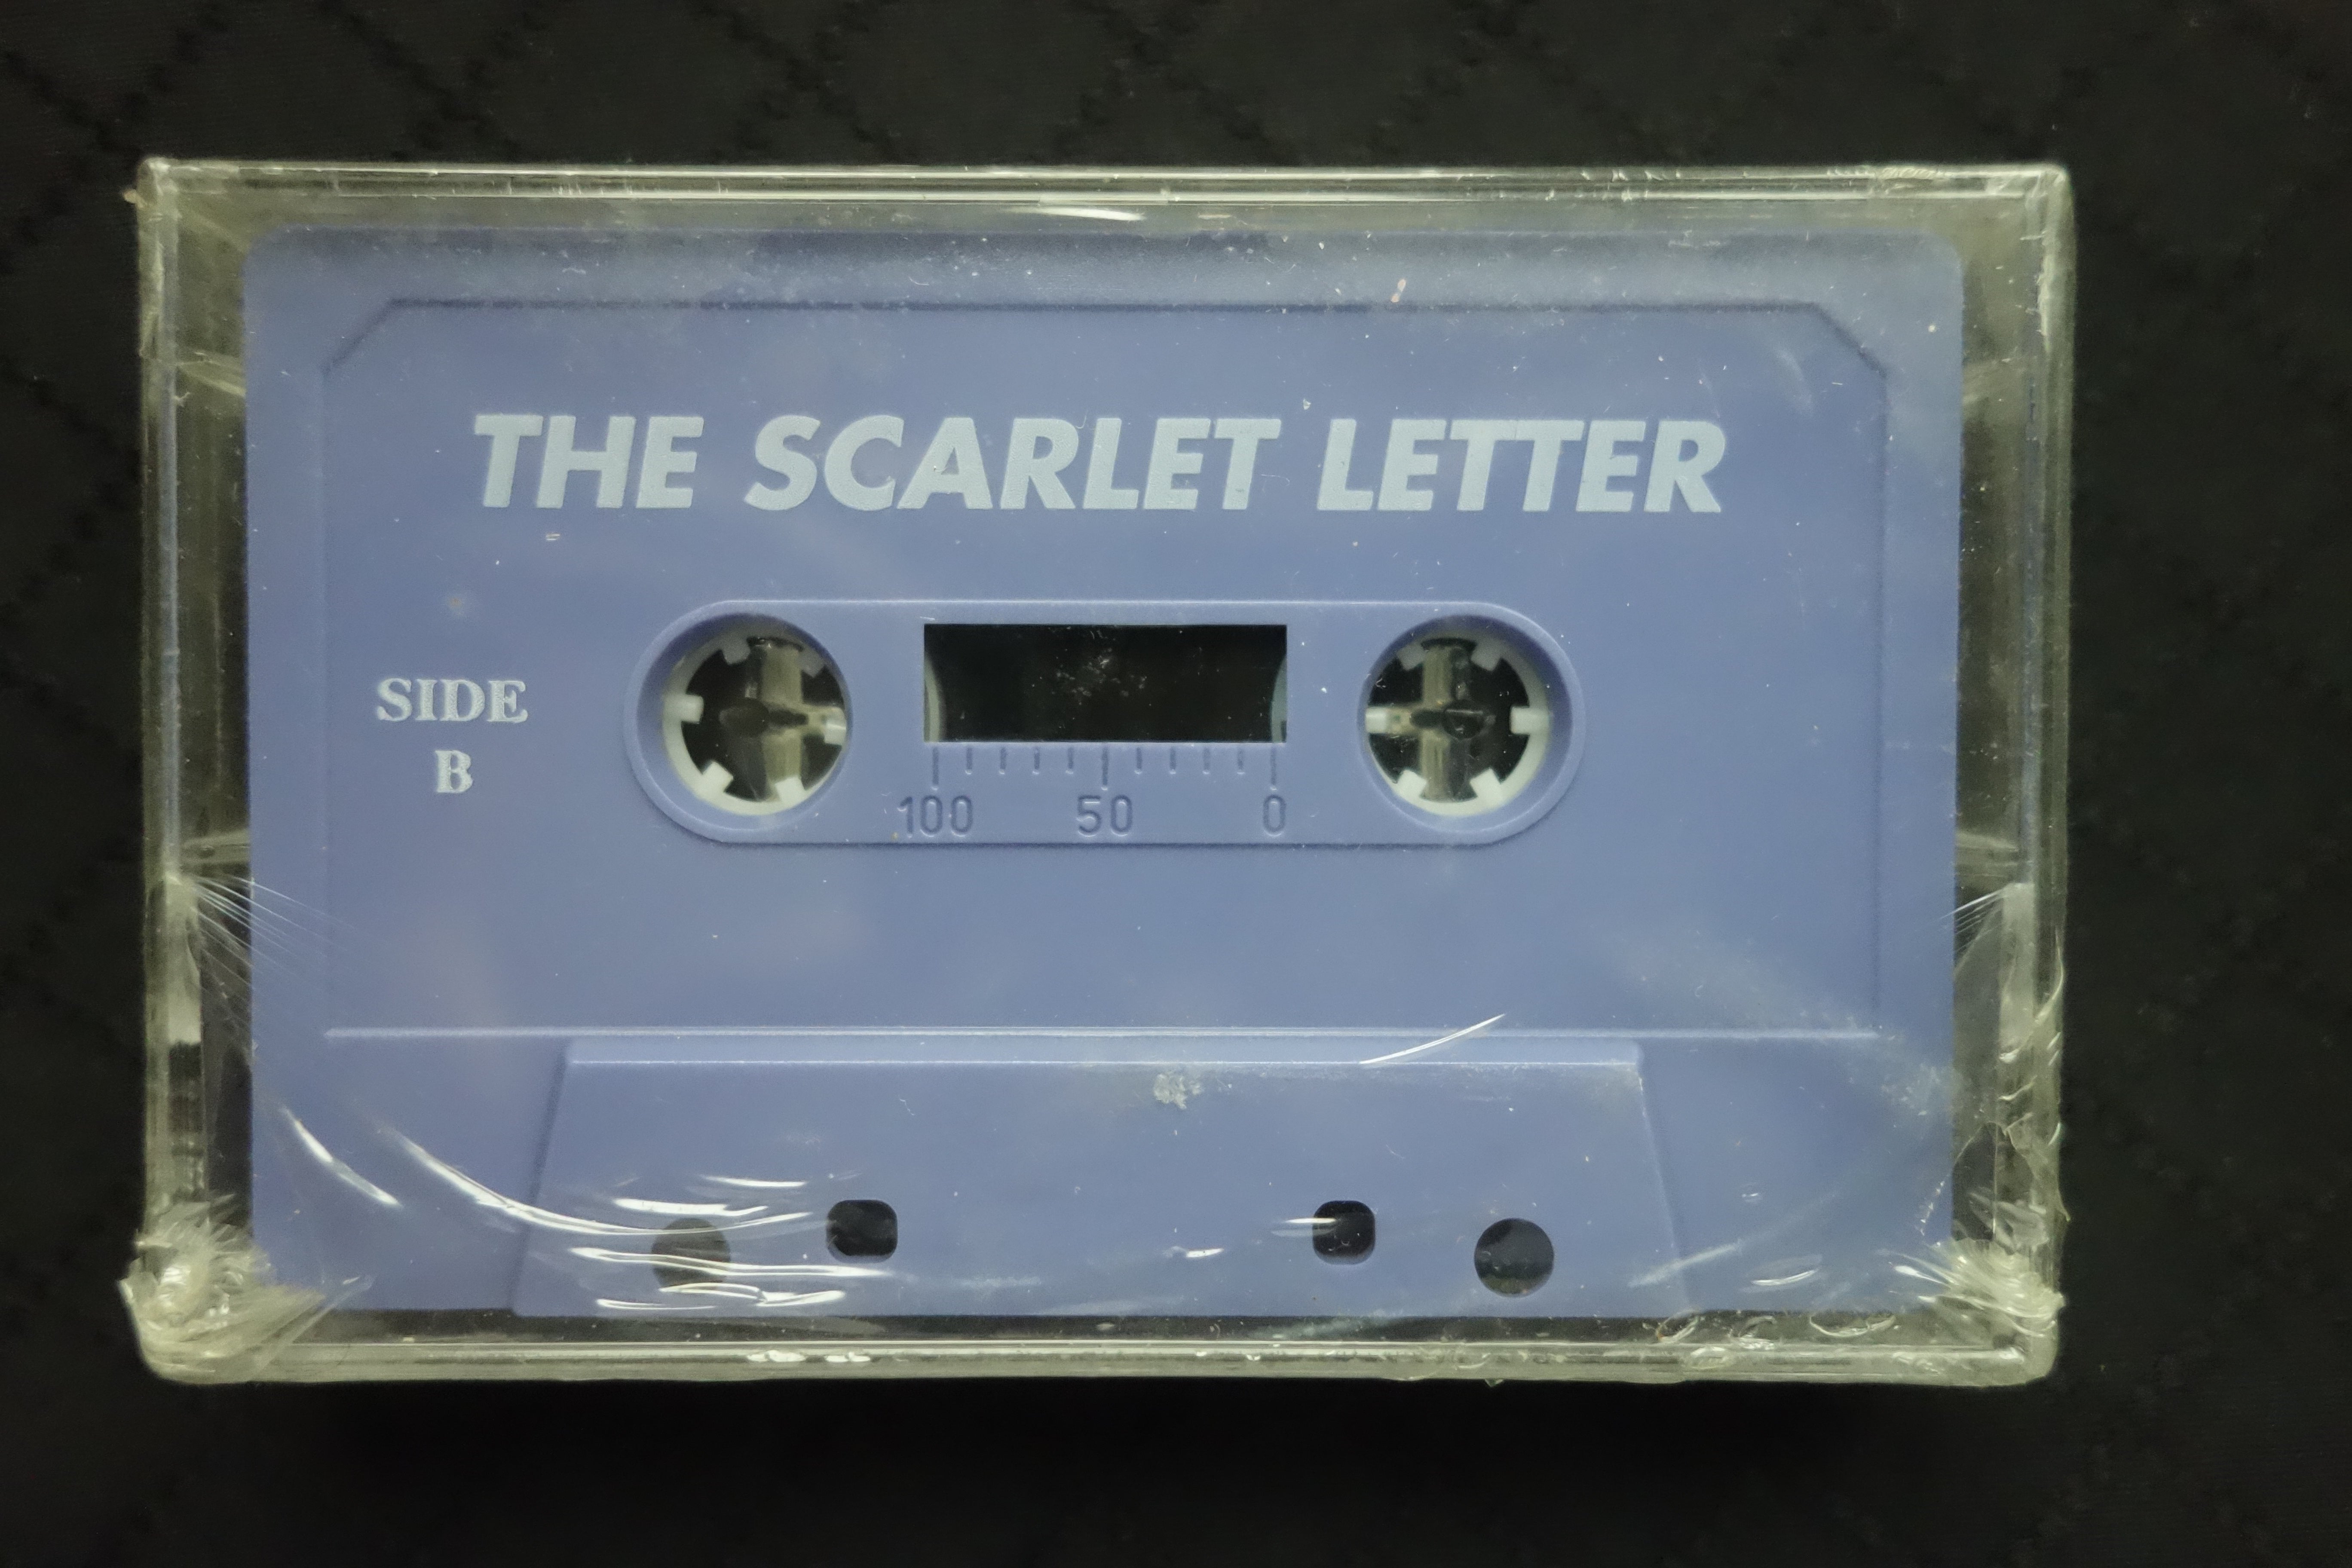 THE SCARLET LETTER
SIDE
B
100 50 0